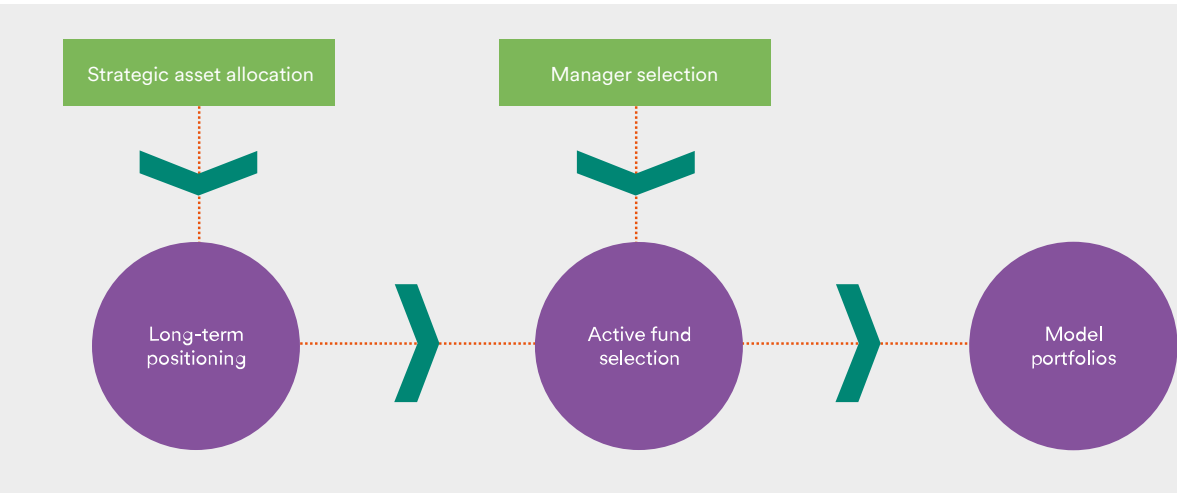 Strategic asset allocation
Manager selection
Long-term
positioning
Active fund
selection
Model
portfolios